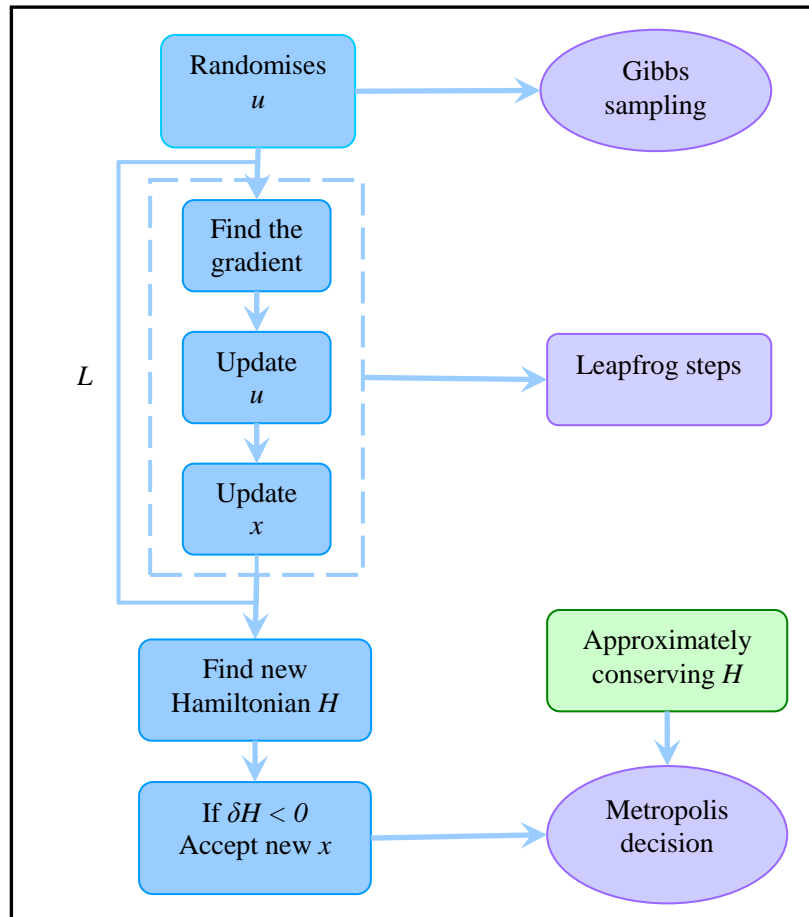 Randomises
u
Gibbs
sampling
Find the
gradient
L
Update
u
Leapfrog steps
Update
x
Find new
Hamiltonian H
Approximately
conserving H
If δH < 0
Accept new x
Metropolis
decision